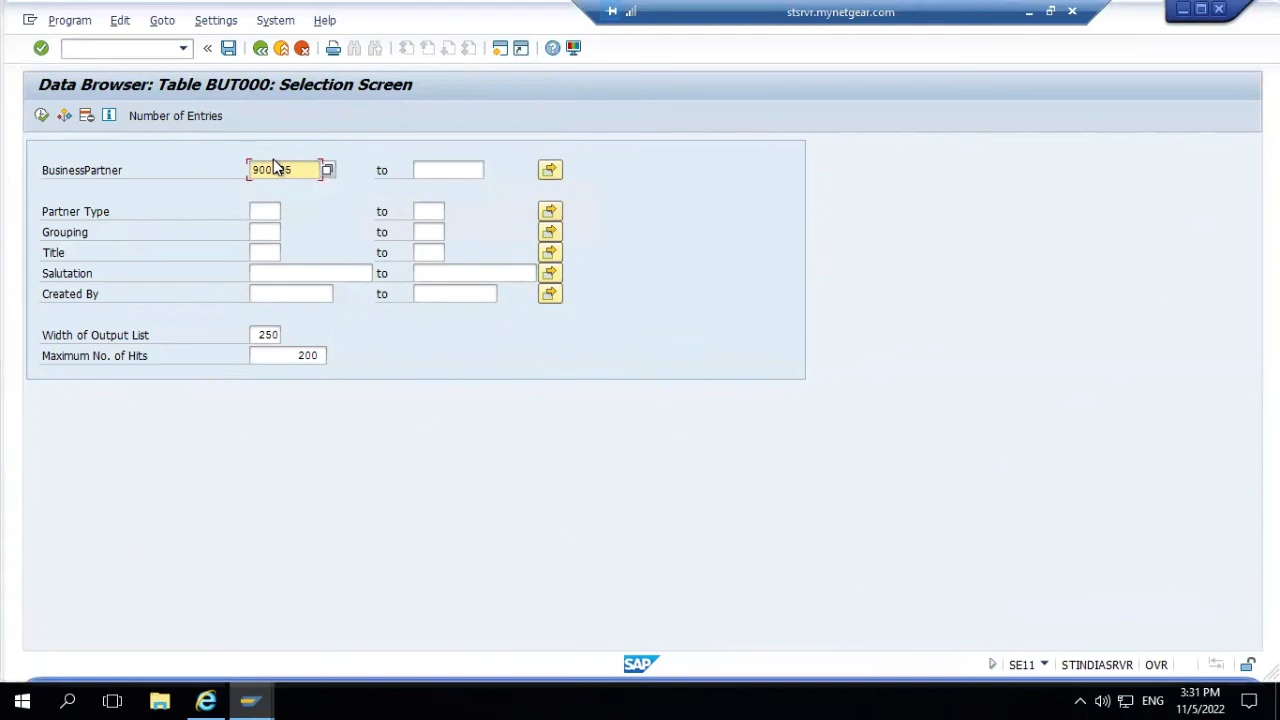 stsrvr.mynetgear.com
Program Edit Goto Settings System Help
Data Browser: Table BUT000: Selection Screen
Number of Entries
BusinessPartner to
Partner Type to
Grouping to
Title to
Salutation to
Created By to
Width of Output List 250
Maximum No. of Hits 200
SAP SE11 STINDIASRVR OVR
ENG 3:31 PM
11/5/2022